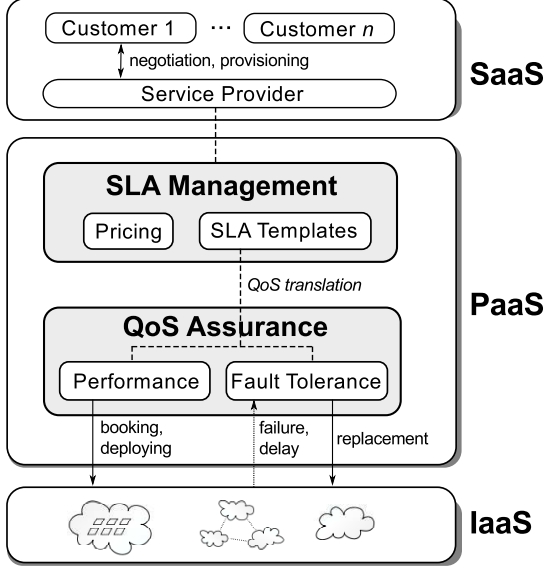 Customer 1 ... Customer n
negotiation, provisioning
Service Provider
SaaS
SLA Management
Pricing
SLA Templates
QoS translation
PaaS
QoS Assurance
Performance
Fault Tolerance
booking,
deploying
failure,
delay
replacement
IaaS